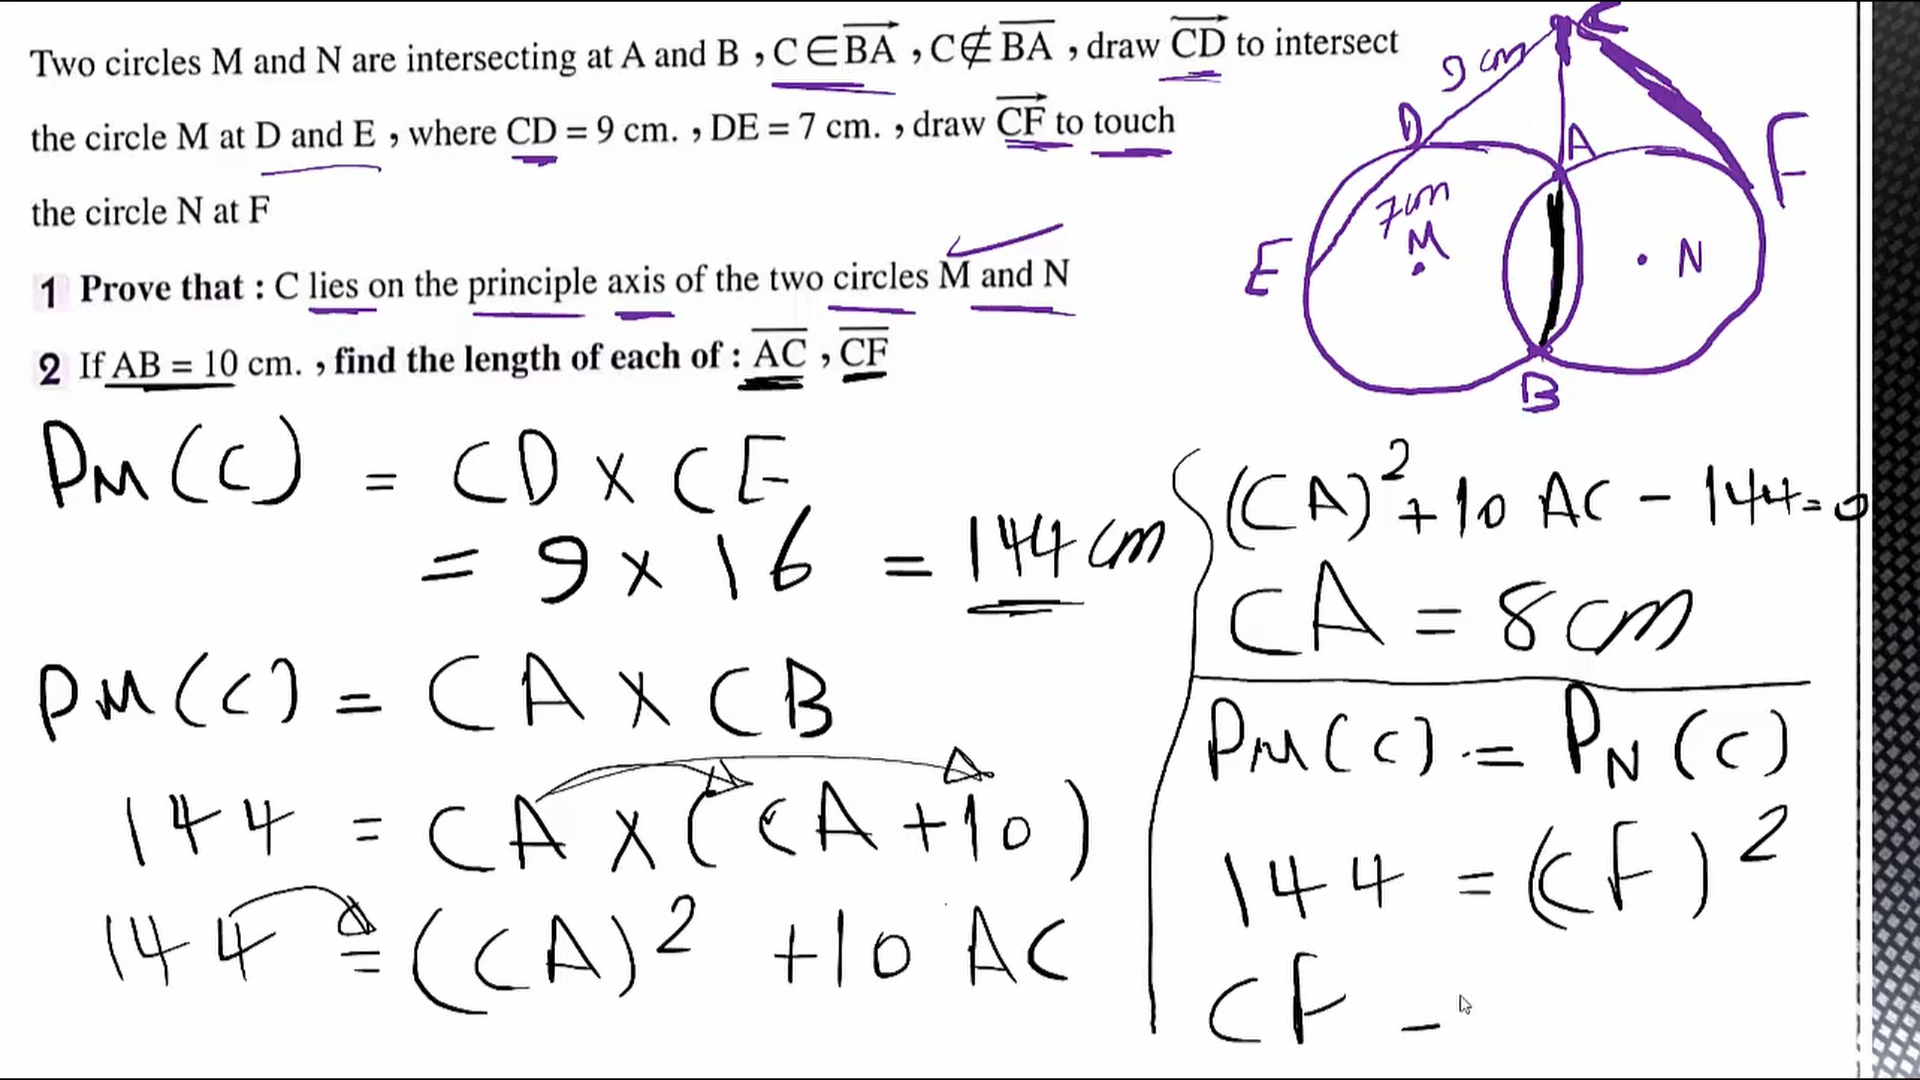 Two circles M and N are intersecting at A and B , C ∈ BA , C ∉ BA , draw CD to intersect
the circle M at D and E , where CD = 9 cm. , DE = 7 cm. , draw CF to touch
the circle N at F
1 Prove that : C lies on the principle axis of the two circles M and N
2 If AB = 10 cm. , find the length of each of : AC , CF
C
9 cm
D
A
F
7cm
M
E
N
B
PM(C) = CD × CE
= 9 × 16 = 144 cm
PM(C) = CA × CB
144 = CA × (CA + 10)
144 = (CA)² + 10 AC
(CA)² + 10 AC - 144 = 0
CA = 8 cm
PM(C) = PN(C)
144 = (CF)²
CF -